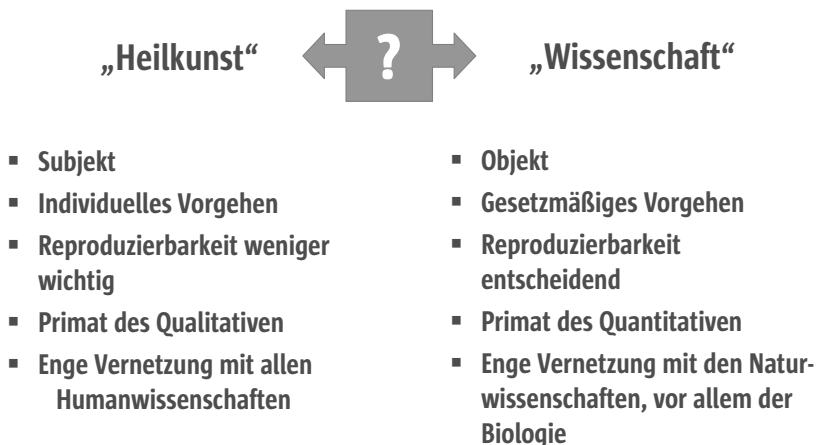 „Heilkunst“
?
„Wissenschaft“
▪ Subjekt
▪ Individuelles Vorgehen
▪ Reproduzierbarkeit weniger
wichtig
▪ Primat des Qualitativen
▪ Enge Vernetzung mit allen
Humanwissenschaften
▪ Objekt
▪ Gesetzmäßiges Vorgehen
▪ Reproduzierbarkeit
entscheidend
▪ Primat des Quantitativen
▪ Enge Vernetzung mit den Natur-
wissenschaften, vor allem der
Biologie